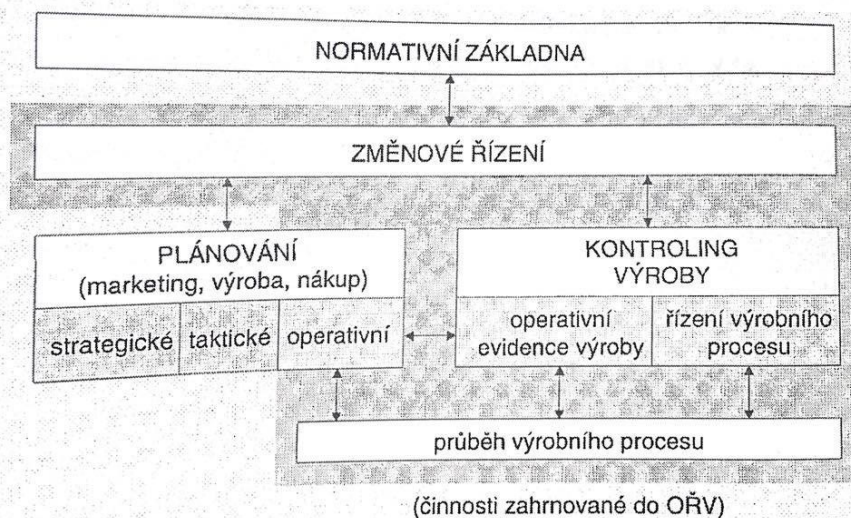 NORMATIVNÍ ZÁKLADNA
ZMĚNOVÉ ŘÍZENÍ
PLÁNOVÁNÍ
(marketing, výroba, nákup)
strategické
taktické
operativní
KONTROLING
VÝROBY
operativní
evidence výroby
řízení výrobního
procesu
průběh výrobního procesu
(činnosti zahrnované do OŘV)